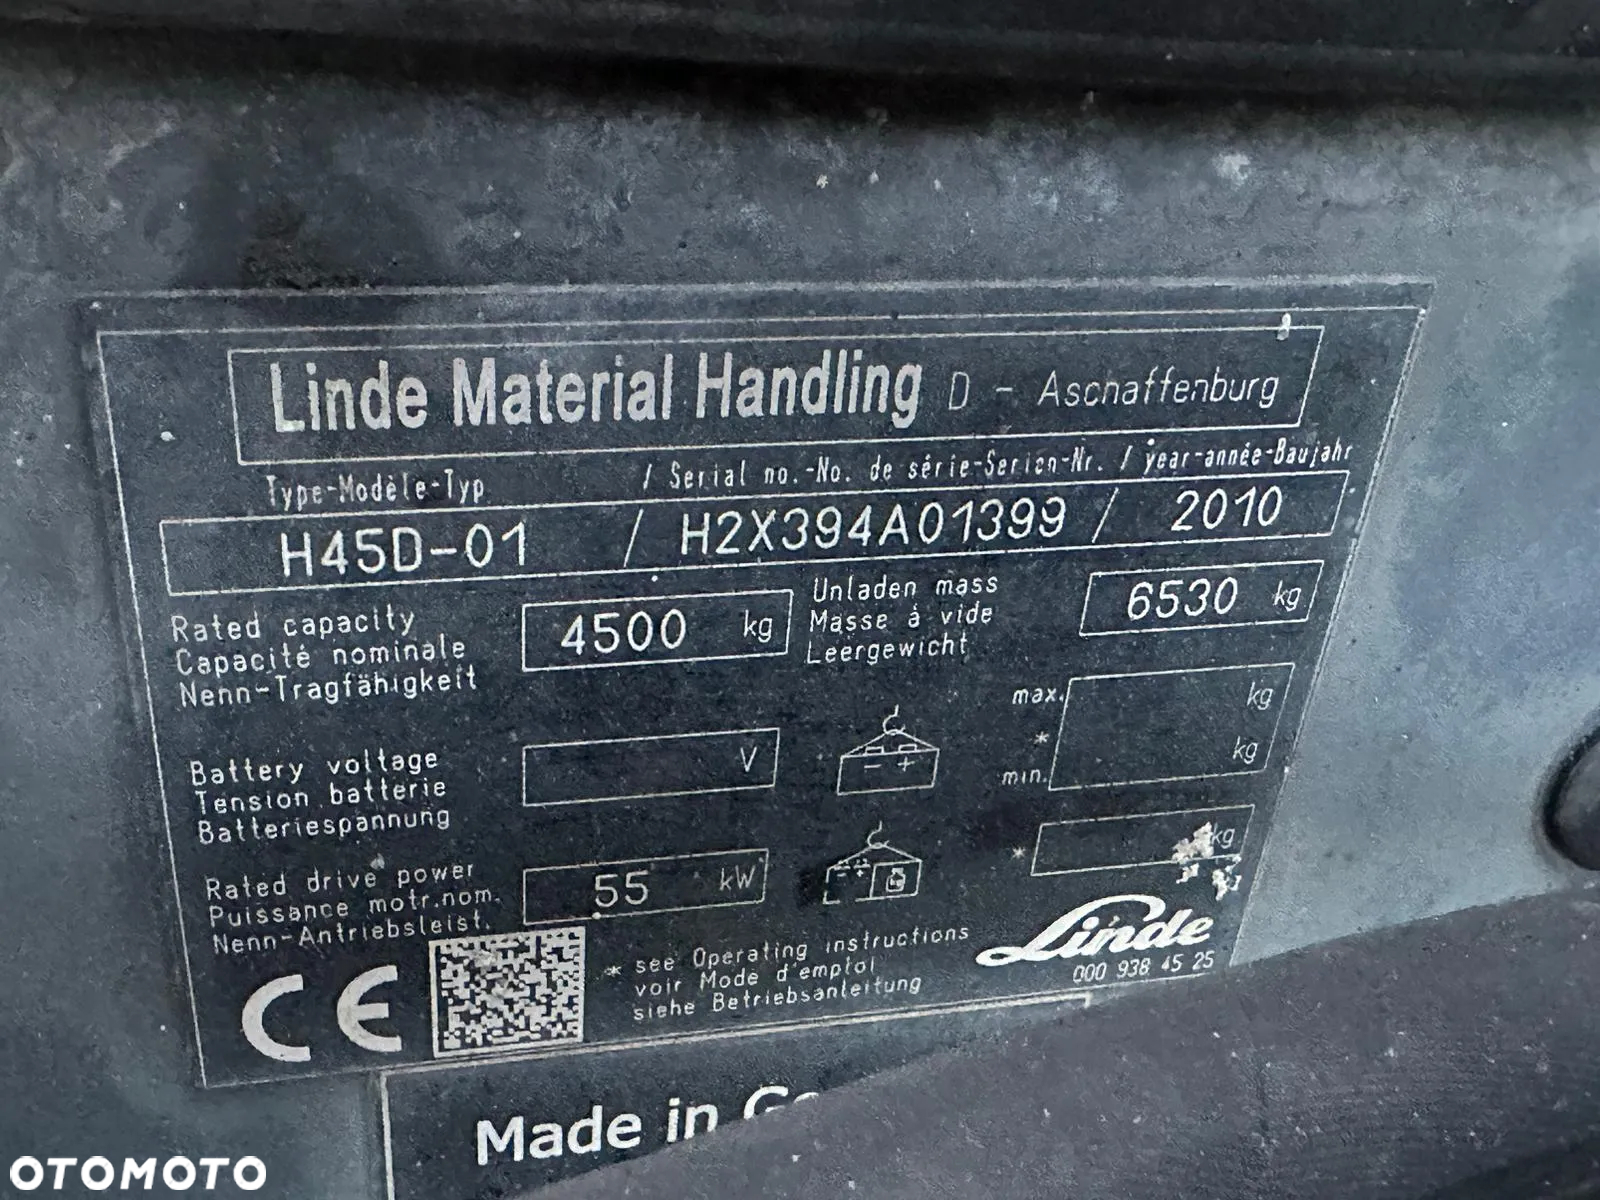 Linde Material Handling D - Aschaffenburg
Type-Modèle-Typ / Serial no.-No. de série-Serien-Nr. / year-année-Baujahr
H45D-01 / H2X394A01399 / 2010
Rated capacity
Capacité nominale
Nenn-Tragfähigkeit
4500 kg
Unladen mass
Masse à vide
Leergewicht
6530 kg
max. kg
* kg
min.
Battery voltage
Tension batterie
Batteriespannung
V
- +
* kg
Rated drive power
Puissance motr.nom.
Nenn-Antriebsleist.
55 kW
CE
* see Operating instructions
voir Mode d'emploi
siehe Betriebsanleitung
Linde
000 938 45 25
Made in
OTOMOTO